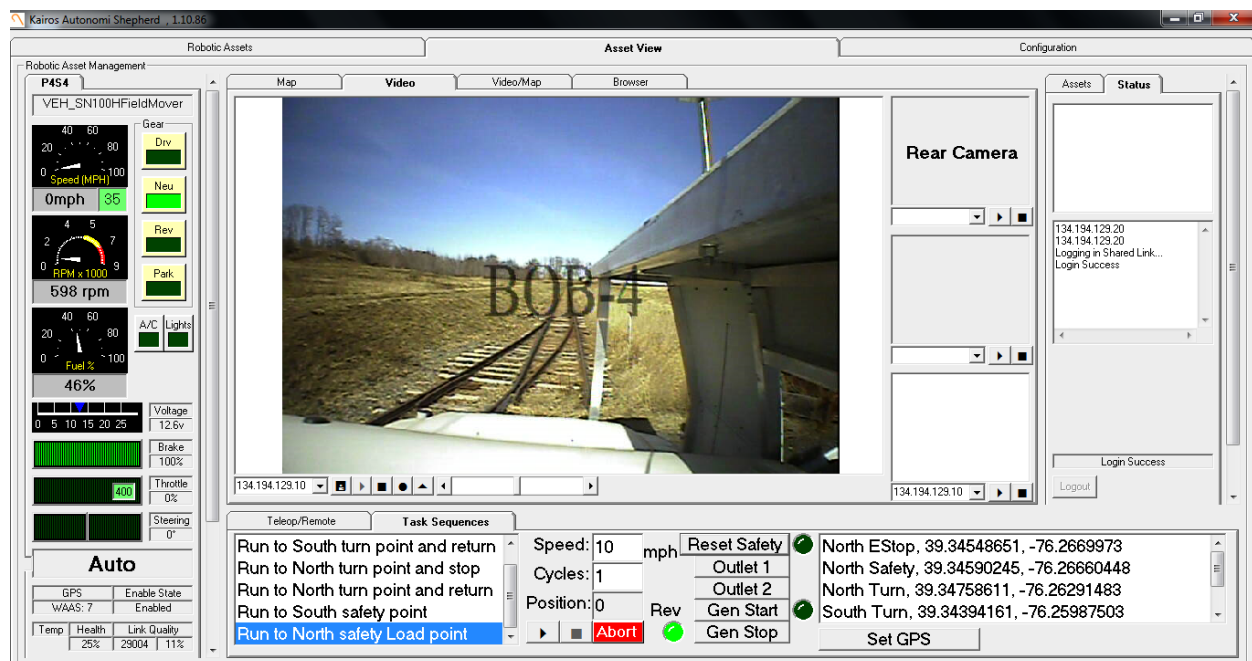 Kairos Autonomi Shepherd , 1.10.86
Robotic Assets
Asset View
Configuration
Robotic Asset Management
P4S4
VEH_SN100HFieldMover
40 60
20 80
0 100
Speed (MPH)
0mph 35
Gear
Drv
Neu
Rev
Park
4 5
2 7
0 9
RPM x 1000
598 rpm
40 60
20 80
0 100
Fuel %
46%
A/C Lights
0 5 10 15 20 25
Voltage
12.6v
Brake
100%
400
Throttle
0%
Steering
0°
Auto
GPS Enable State
WAAS: 7 Enabled
Temp Health Link Quality
25% 29004 11%
Map
Video
Video/Map
Browser
BOB-4
134.194.129.10
Rear Camera
134.194.129.10
Assets
Status
134.194.129.20
134.194.129.20
Logging in Shared Link...
Login Success
Login Success
Logout
Teleop/Remote
Task Sequences
Run to South turn point and return
Run to North turn point and stop
Run to North turn point and return
Run to South safety point
Run to North safety Load point
Speed: 10 mph
Cycles: 1
Position: 0
Abort
Rev
Reset Safety
Outlet 1
Outlet 2
Gen Start
Gen Stop
North EStop, 39.34548651, -76.2669973
North Safety, 39.34590245, -76.26660448
North Turn, 39.34758611, -76.26291483
South Turn, 39.34394161, -76.25987503
Set GPS